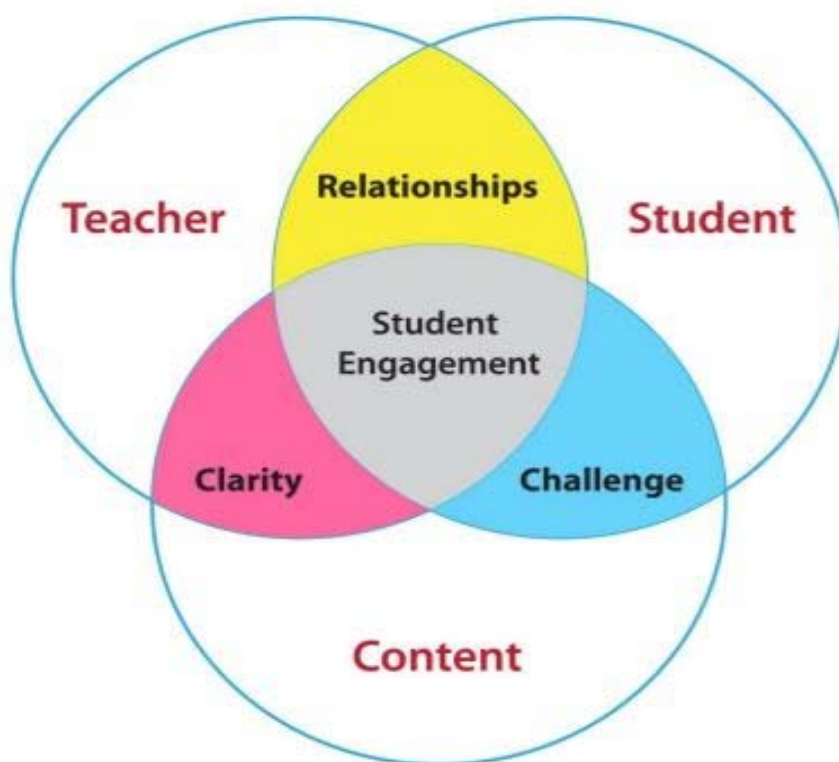 Relationships
Teacher
Student
Student
Engagement
Clarity
Challenge
Content